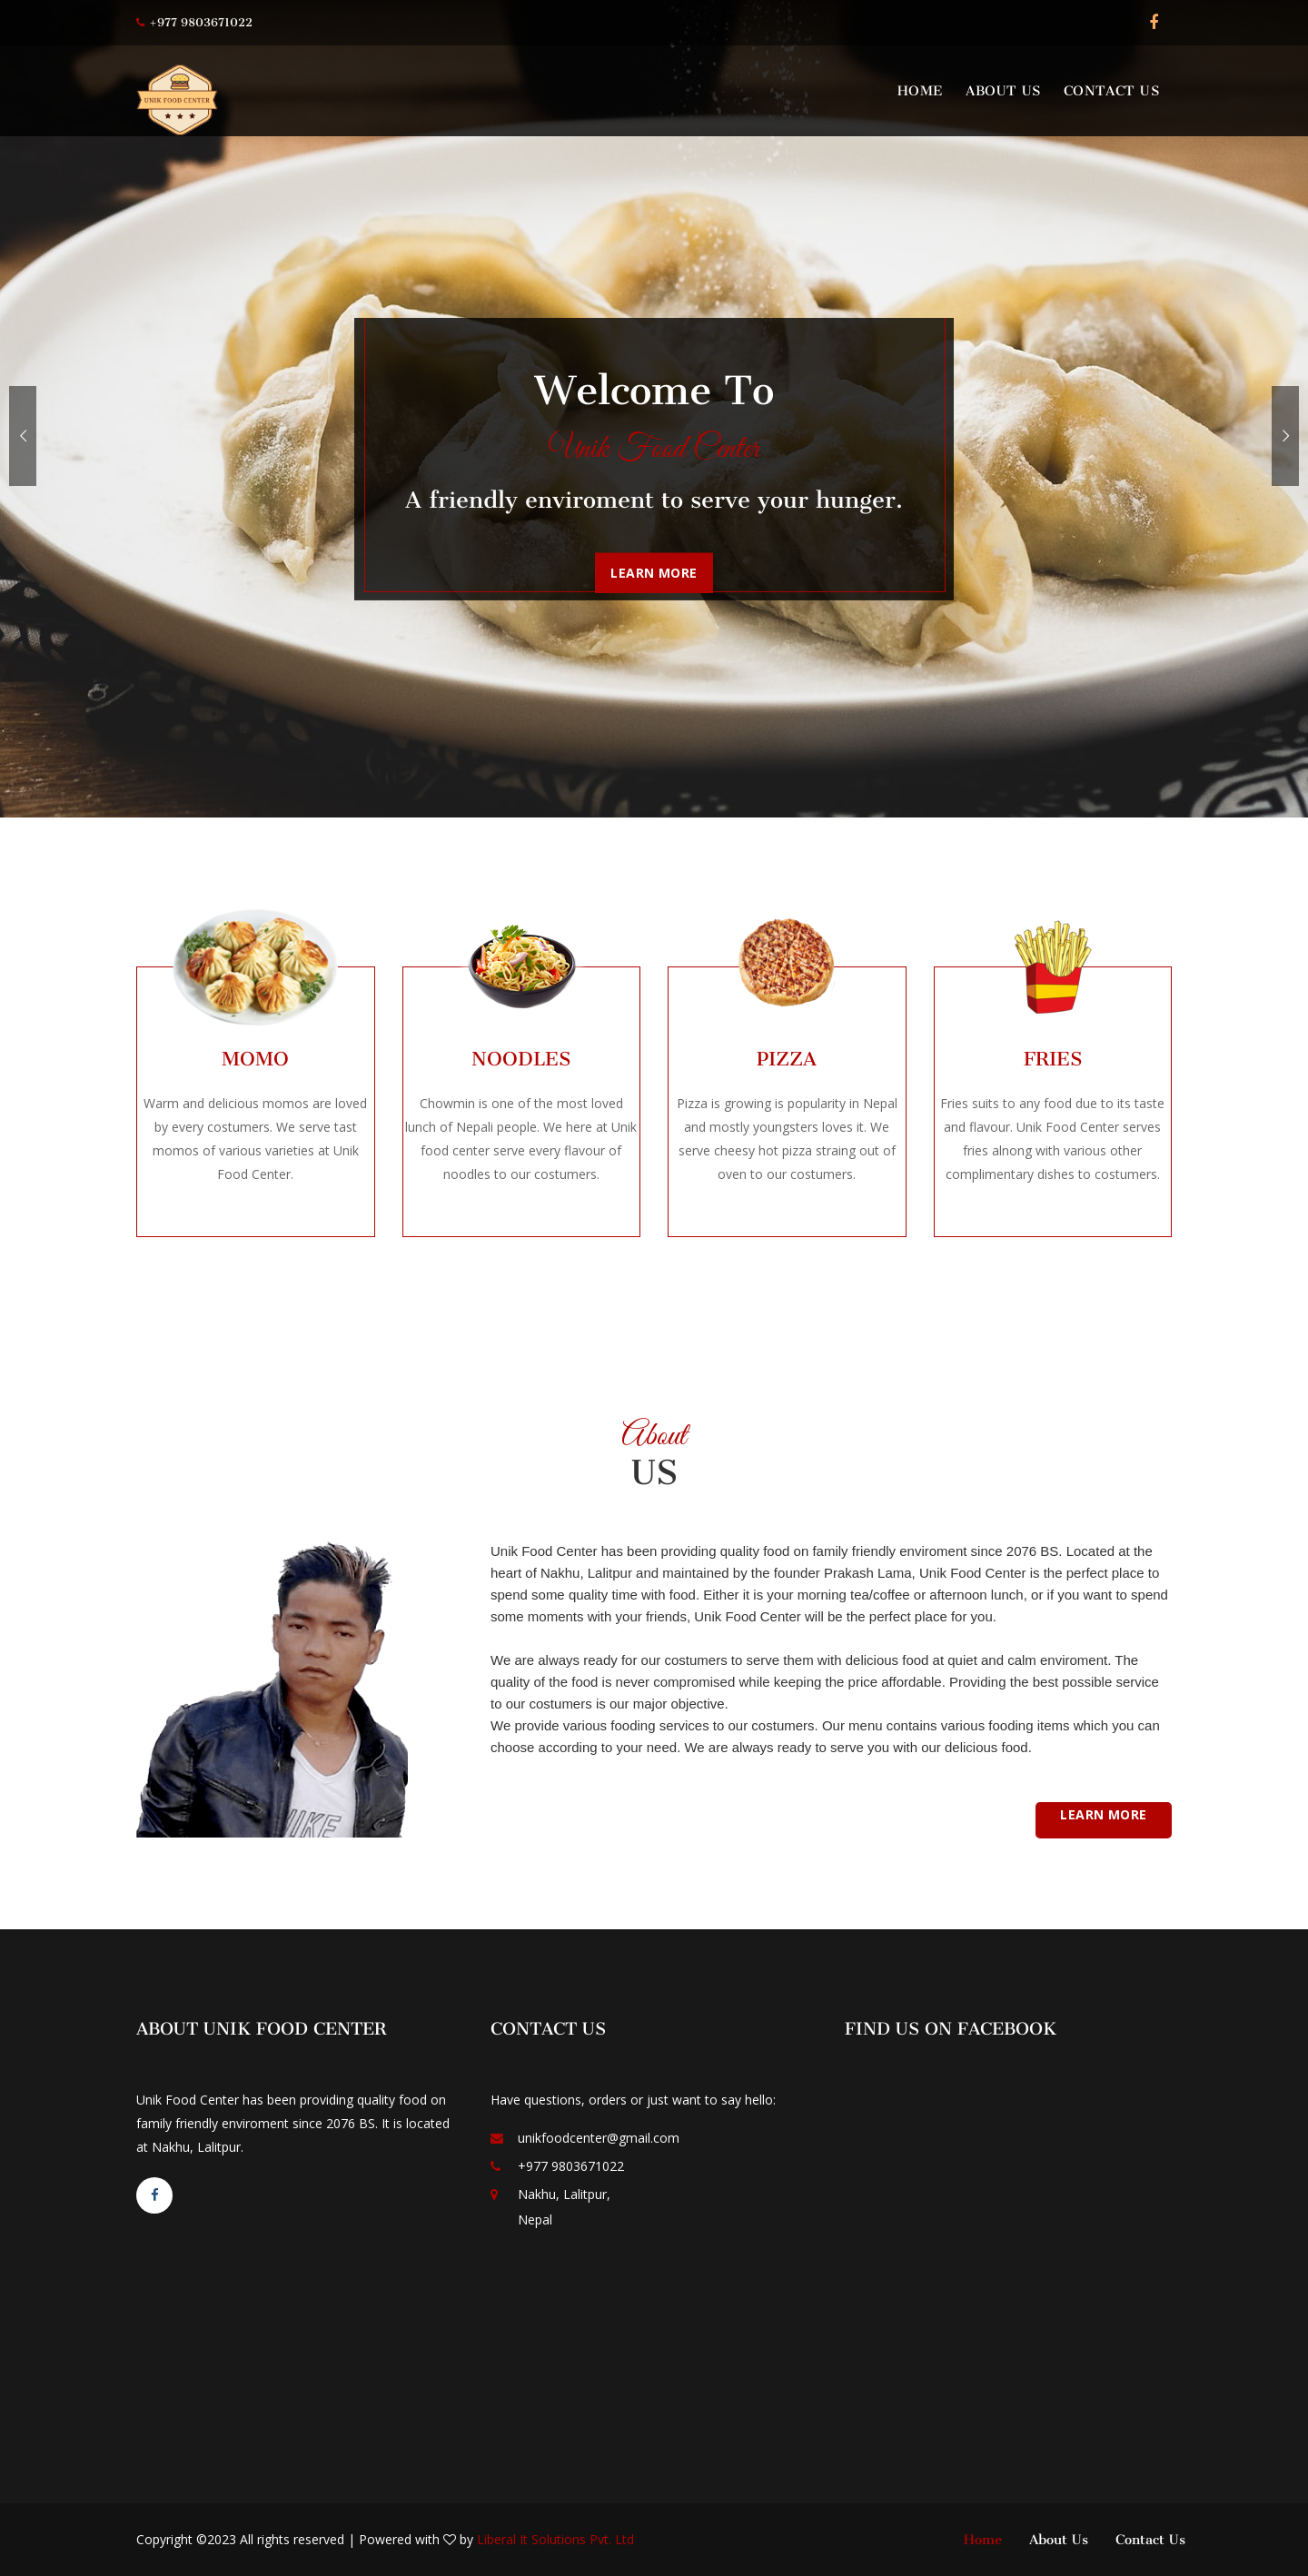 +977 9803671022
UNIK FOOD CENTER
HOME ABOUT US CONTACT US
Welcome To
Unik Food Center
A friendly enviroment to serve your hunger.
LEARN MORE
MOMO
Warm and delicious momos are loved
by every costumers. We serve tast
momos of various varieties at Unik
Food Center.
NOODLES
Chowmin is one of the most loved
lunch of Nepali people. We here at Unik
food center serve every flavour of
noodles to our costumers.
PIZZA
Pizza is growing is popularity in Nepal
and mostly youngsters loves it. We
serve cheesy hot pizza straing out of
oven to our costumers.
FRIES
Fries suits to any food due to its taste
and flavour. Unik Food Center serves
fries alnong with various other
complimentary dishes to costumers.
About
US
Unik Food Center has been providing quality food on family friendly enviroment since 2076 BS. Located at the
heart of Nakhu, Lalitpur and maintained by the founder Prakash Lama, Unik Food Center is the perfect place to
spend some quality time with food. Either it is your morning tea/coffee or afternoon lunch, or if you want to spend
some moments with your friends, Unik Food Center will be the perfect place for you.
We are always ready for our costumers to serve them with delicious food at quiet and calm enviroment. The
quality of the food is never compromised while keeping the price affordable. Providing the best possible service
to our costumers is our major objective.
We provide various fooding services to our costumers. Our menu contains various fooding items which you can
choose according to your need. We are always ready to serve you with our delicious food.
NIKE
LEARN MORE
ABOUT UNIK FOOD CENTER
Unik Food Center has been providing quality food on
family friendly enviroment since 2076 BS. It is located
at Nakhu, Lalitpur.
CONTACT US
Have questions, orders or just want to say hello:
unikfoodcenter@gmail.com
+977 9803671022
Nakhu, Lalitpur,
Nepal
FIND US ON FACEBOOK
Copyright ©2023 All rights reserved | Powered with ♡ by Liberal It Solutions Pvt. Ltd
Home About Us Contact Us